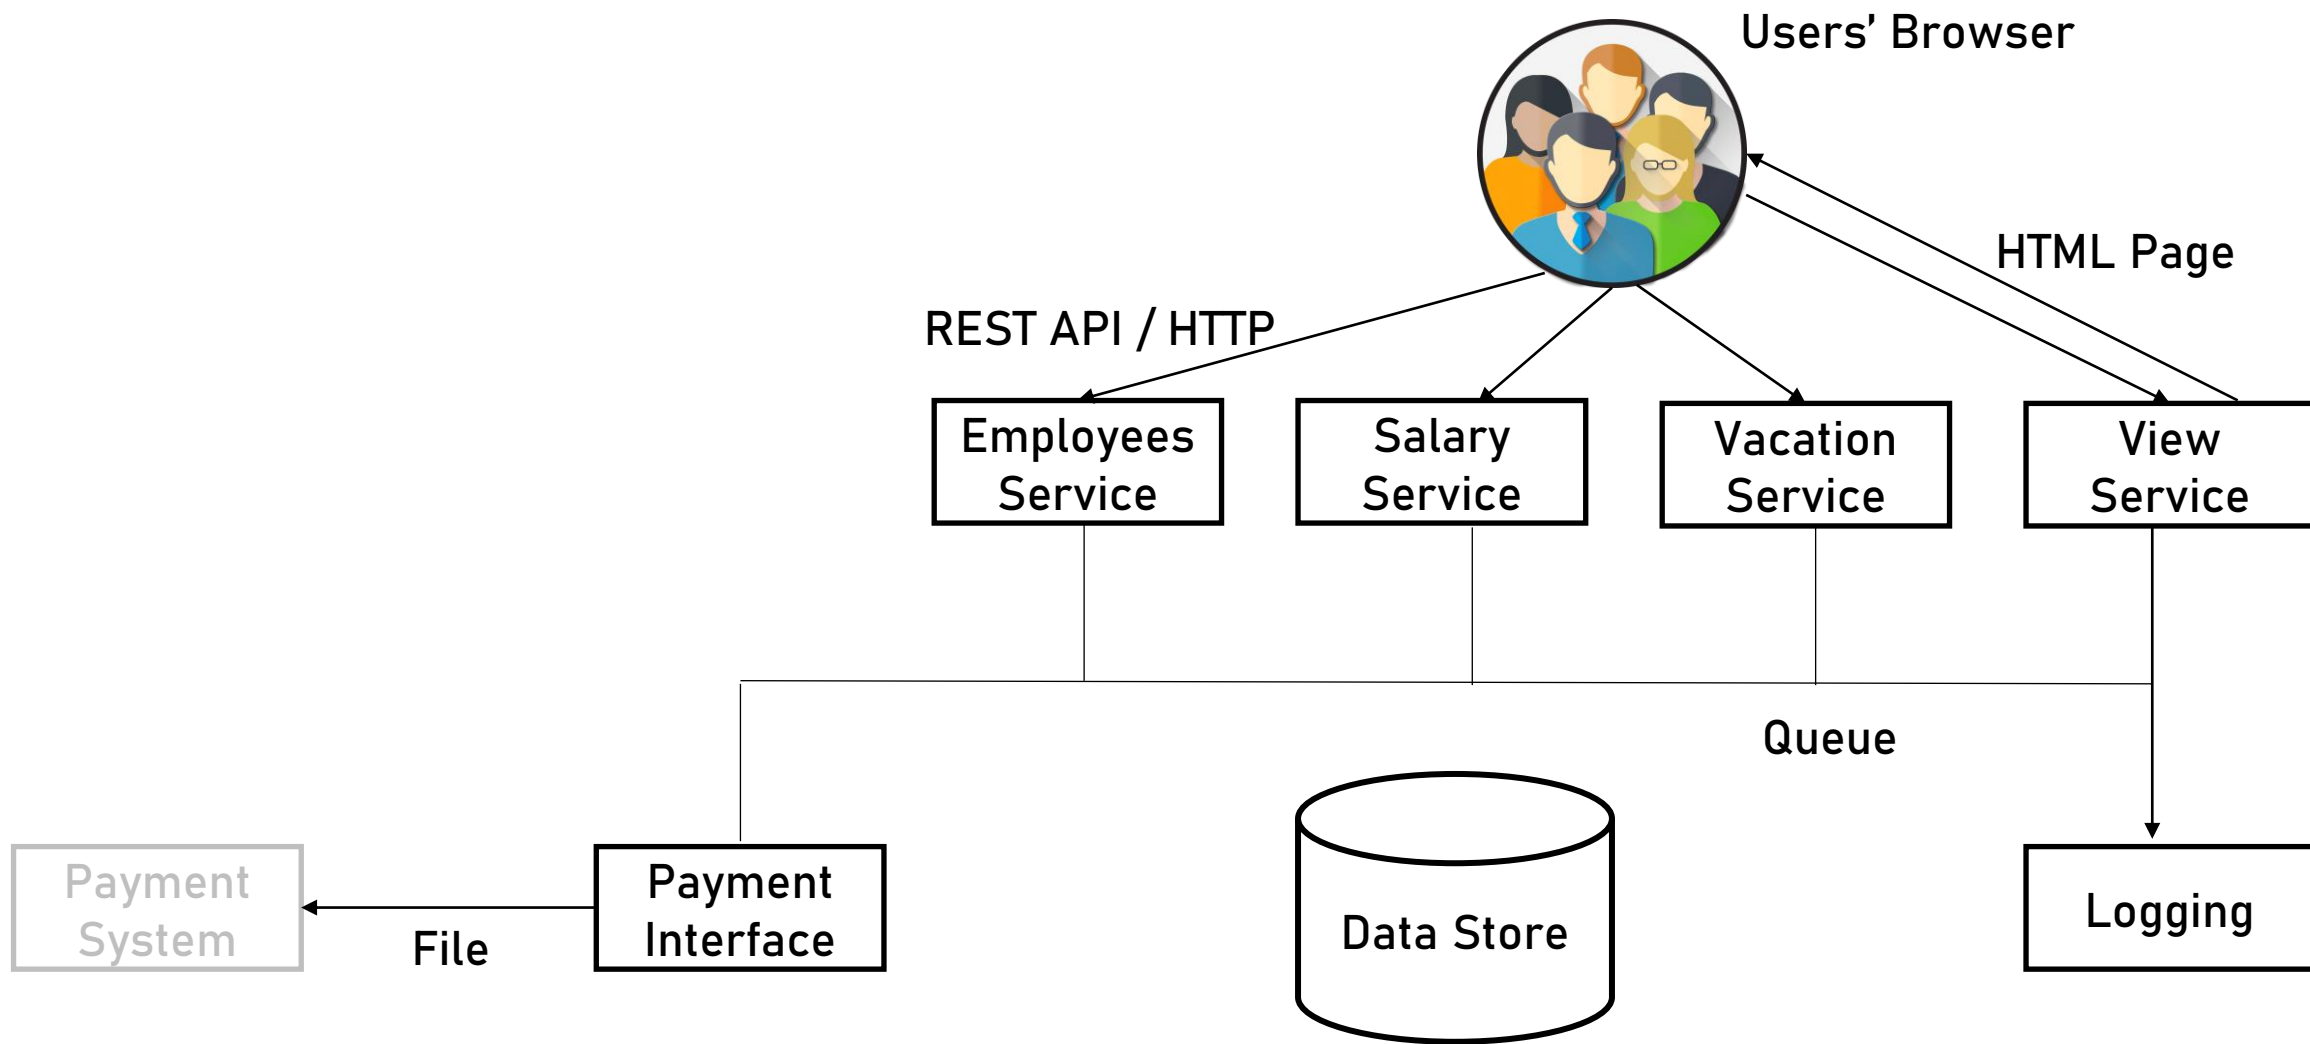 Users’ Browser
HTML Page
REST API / HTTP
Employees
Service
Salary
Service
Vacation
Service
View
Service
Queue
Payment
System
File
Payment
Interface
Data Store
Logging